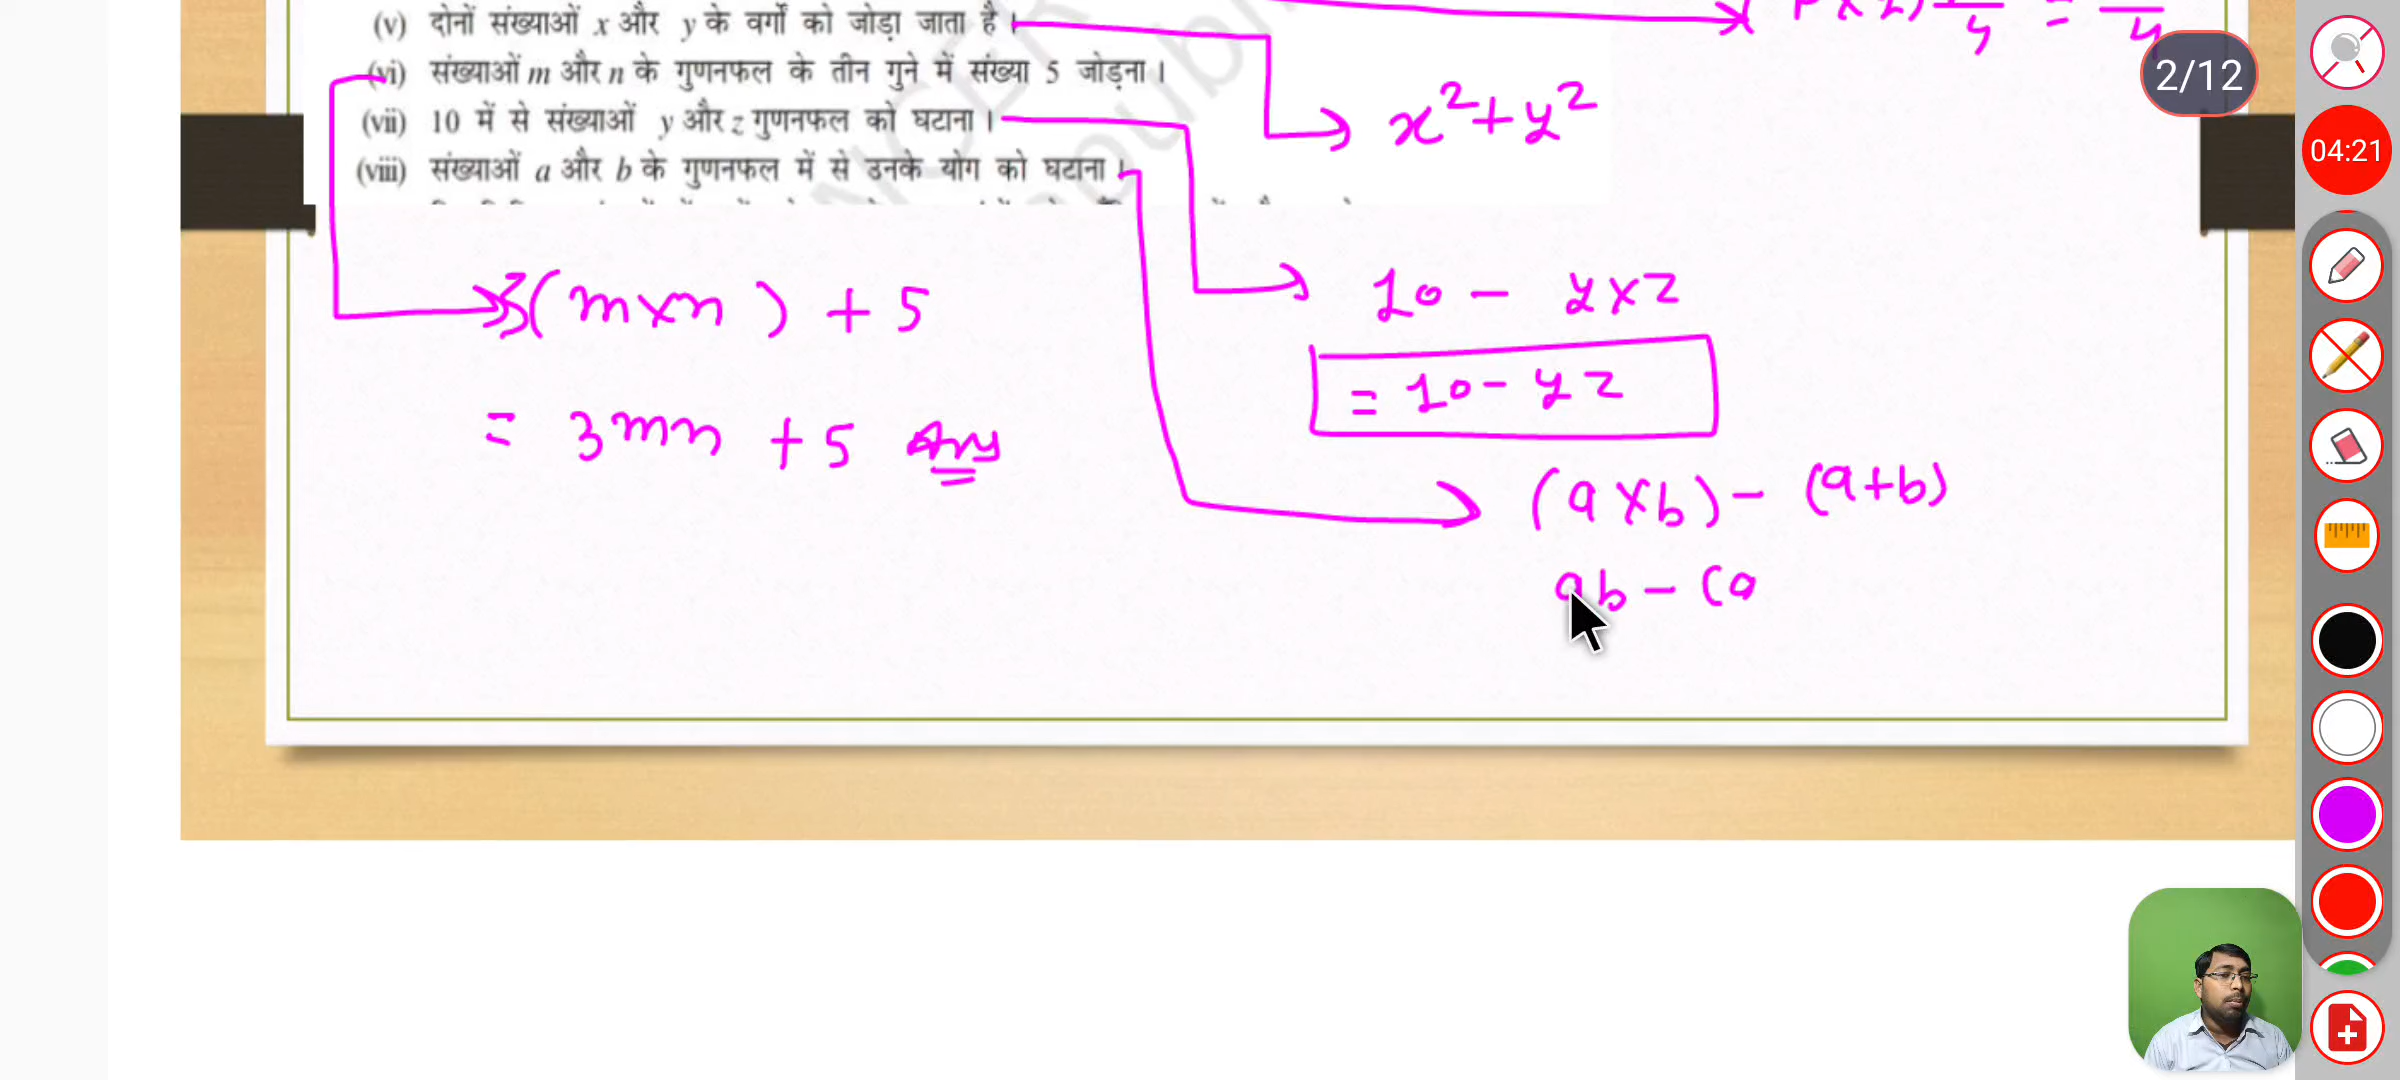 (v) दोनों संख्याओं x और y के वर्गों को जोड़ा जाता है।
2/12
(vi) संख्याओं m और n के गुणनफल के तीन गुने में संख्या 5 जोड़ना।
x²+y²
(vii) 10 में से संख्याओं y और z गुणनफल को घटाना।
04:21
(viii) संख्याओं a और b के गुणनफल में से उनके योग को घटाना।
3(m×n) + 5
10 - y×z
= 10 - yz
= 3mn + 5 Ans
(a×b) - (a+b)
ab - (a